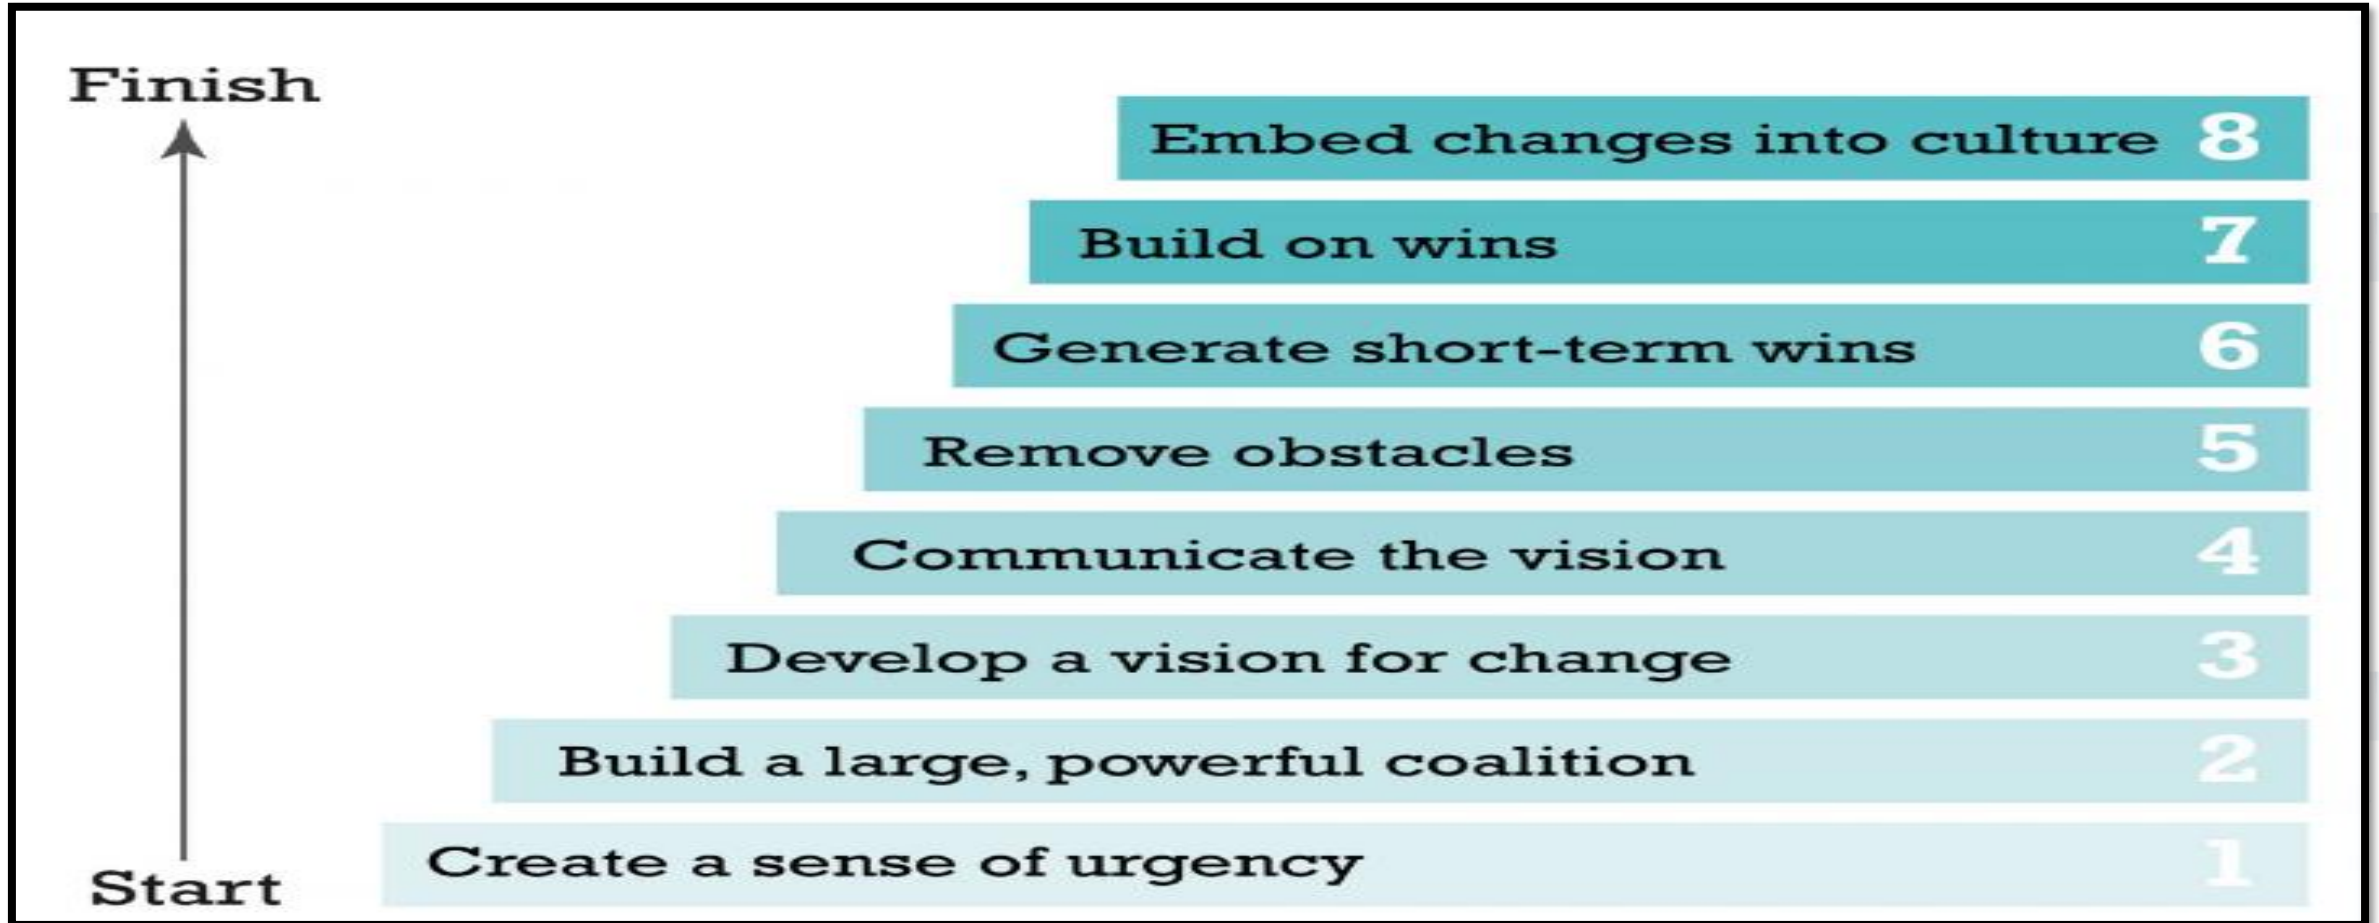 Finish
Embed changes into culture 8
Build on wins 7
Generate short-term wins 6
Remove obstacles 5
Communicate the vision 4
Develop a vision for change 3
Build a large, powerful coalition 2
Create a sense of urgency 1
Start